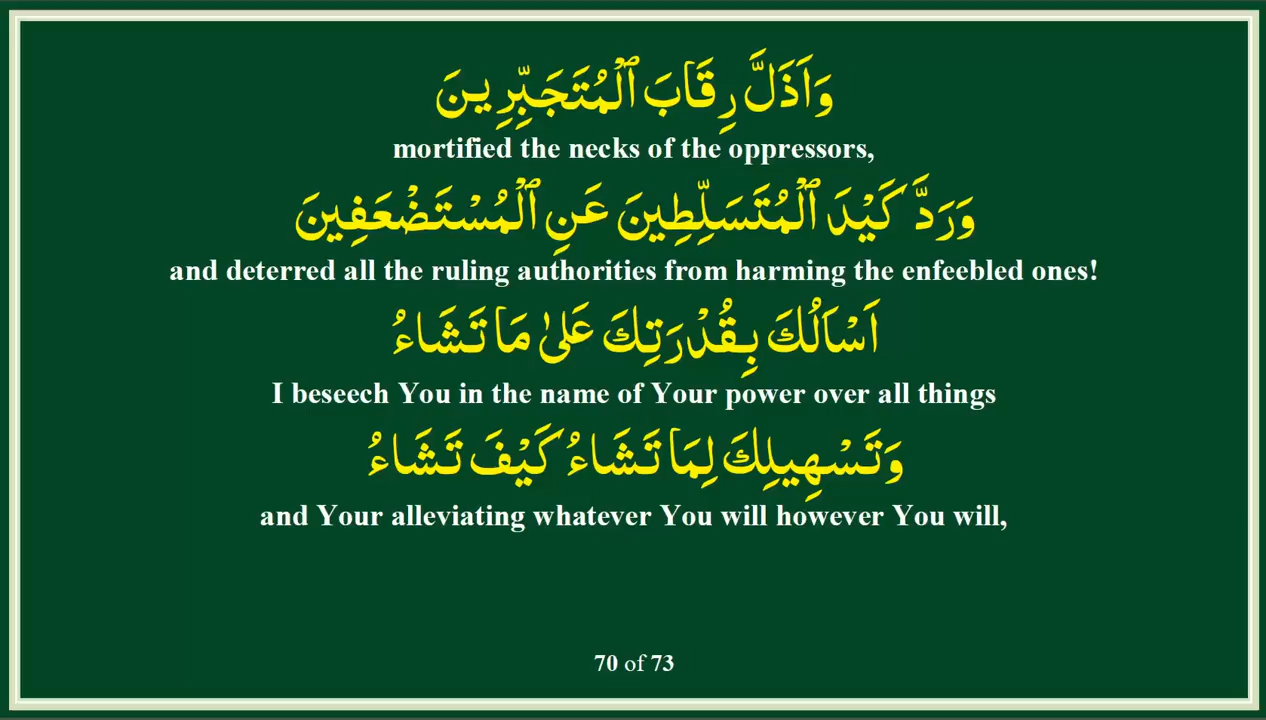 وَاَذَلَّ رِقَابَ ٱلْمُتَجَبِّرِينَ
mortified the necks of the oppressors,
وَرَدَّ كَيْدَ ٱلْمُتَسَلِّطِينَ عَنِ ٱلْمُسْتَضْعَفِينَ
and deterred all the ruling authorities from harming the enfeebled ones!
اَسْاَلُكَ بِقُدْرَتِكَ عَلىٰ مَا تَشَاءُ
I beseech You in the name of Your power over all things
وَتَسْهِيلِكَ لِمَا تَشَاءُ كَيْفَ تَشَاءُ
and Your alleviating whatever You will however You will,
70 of 73